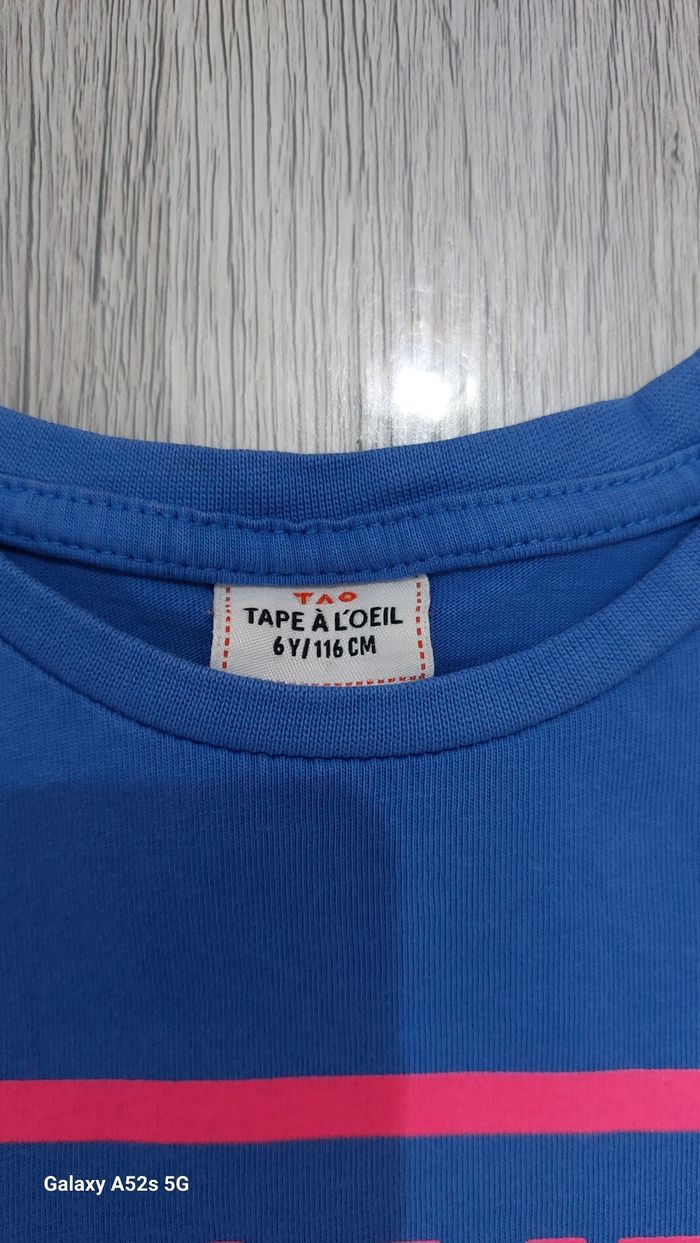 TAO
TAPE À L'OEIL
6Y/116 CM
Galaxy A52s 5G